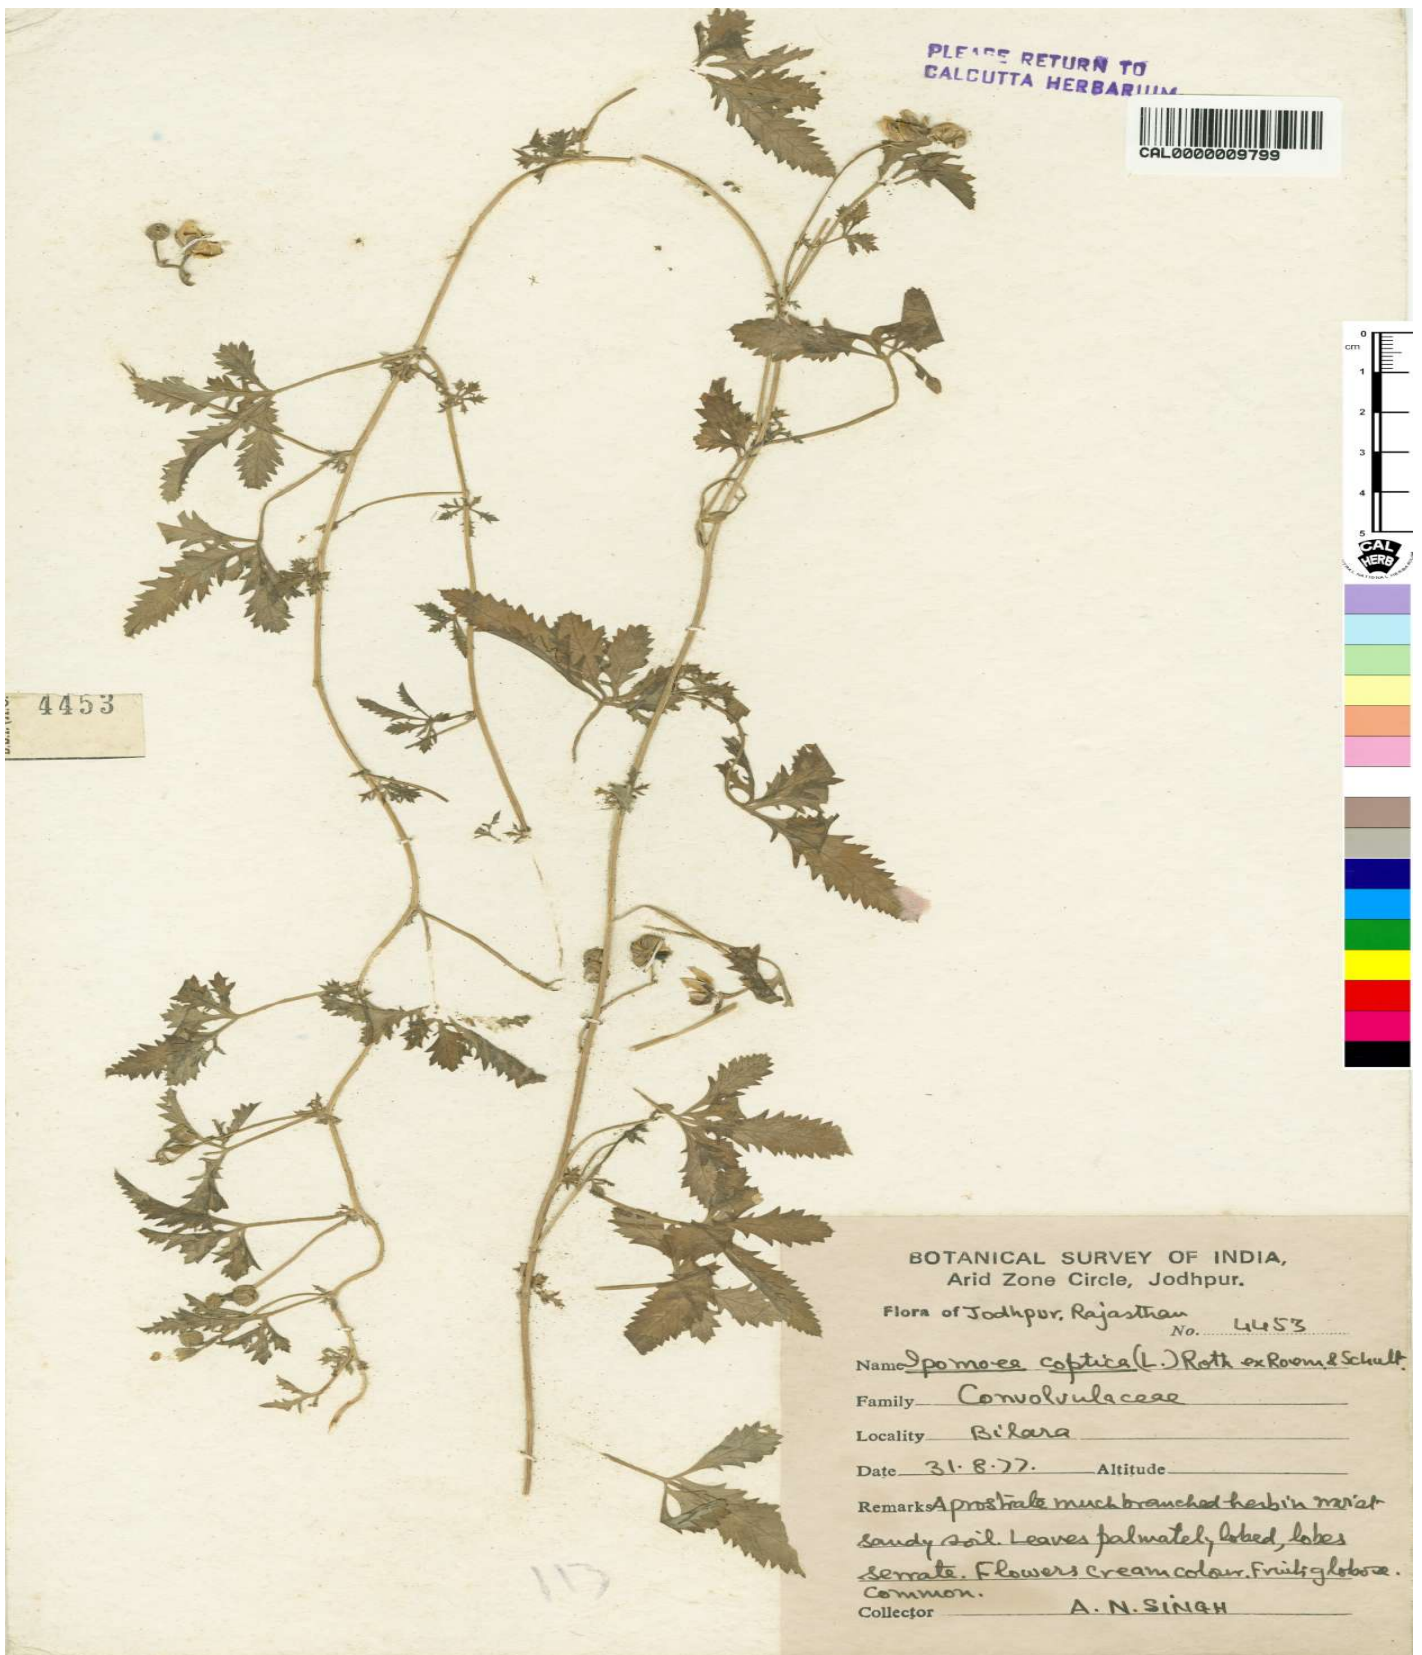 PLEASE RETURN TO
CALCUTTA HERBARIUM
CAL0000009799
0
cm
1
2
3
4
5
CAL
HERB
4453
BOTANICAL SURVEY OF INDIA,
Arid Zone Circle, Jodhpur.
Flora of Jodhpur, Rajasthan
No. 4453
Name Ipomoea coptica (L.) Roth ex Roem. & Schult.
Family Convolvulaceae
Locality Bilara
Date 31.8.77. Altitude
Remarks A prostrate much branched herb in moist
sandy soil. Leaves palmately lobed, lobes
serrate. Flowers cream colour. Fruits globose.
Common.
Collector A. N. SINGH
113